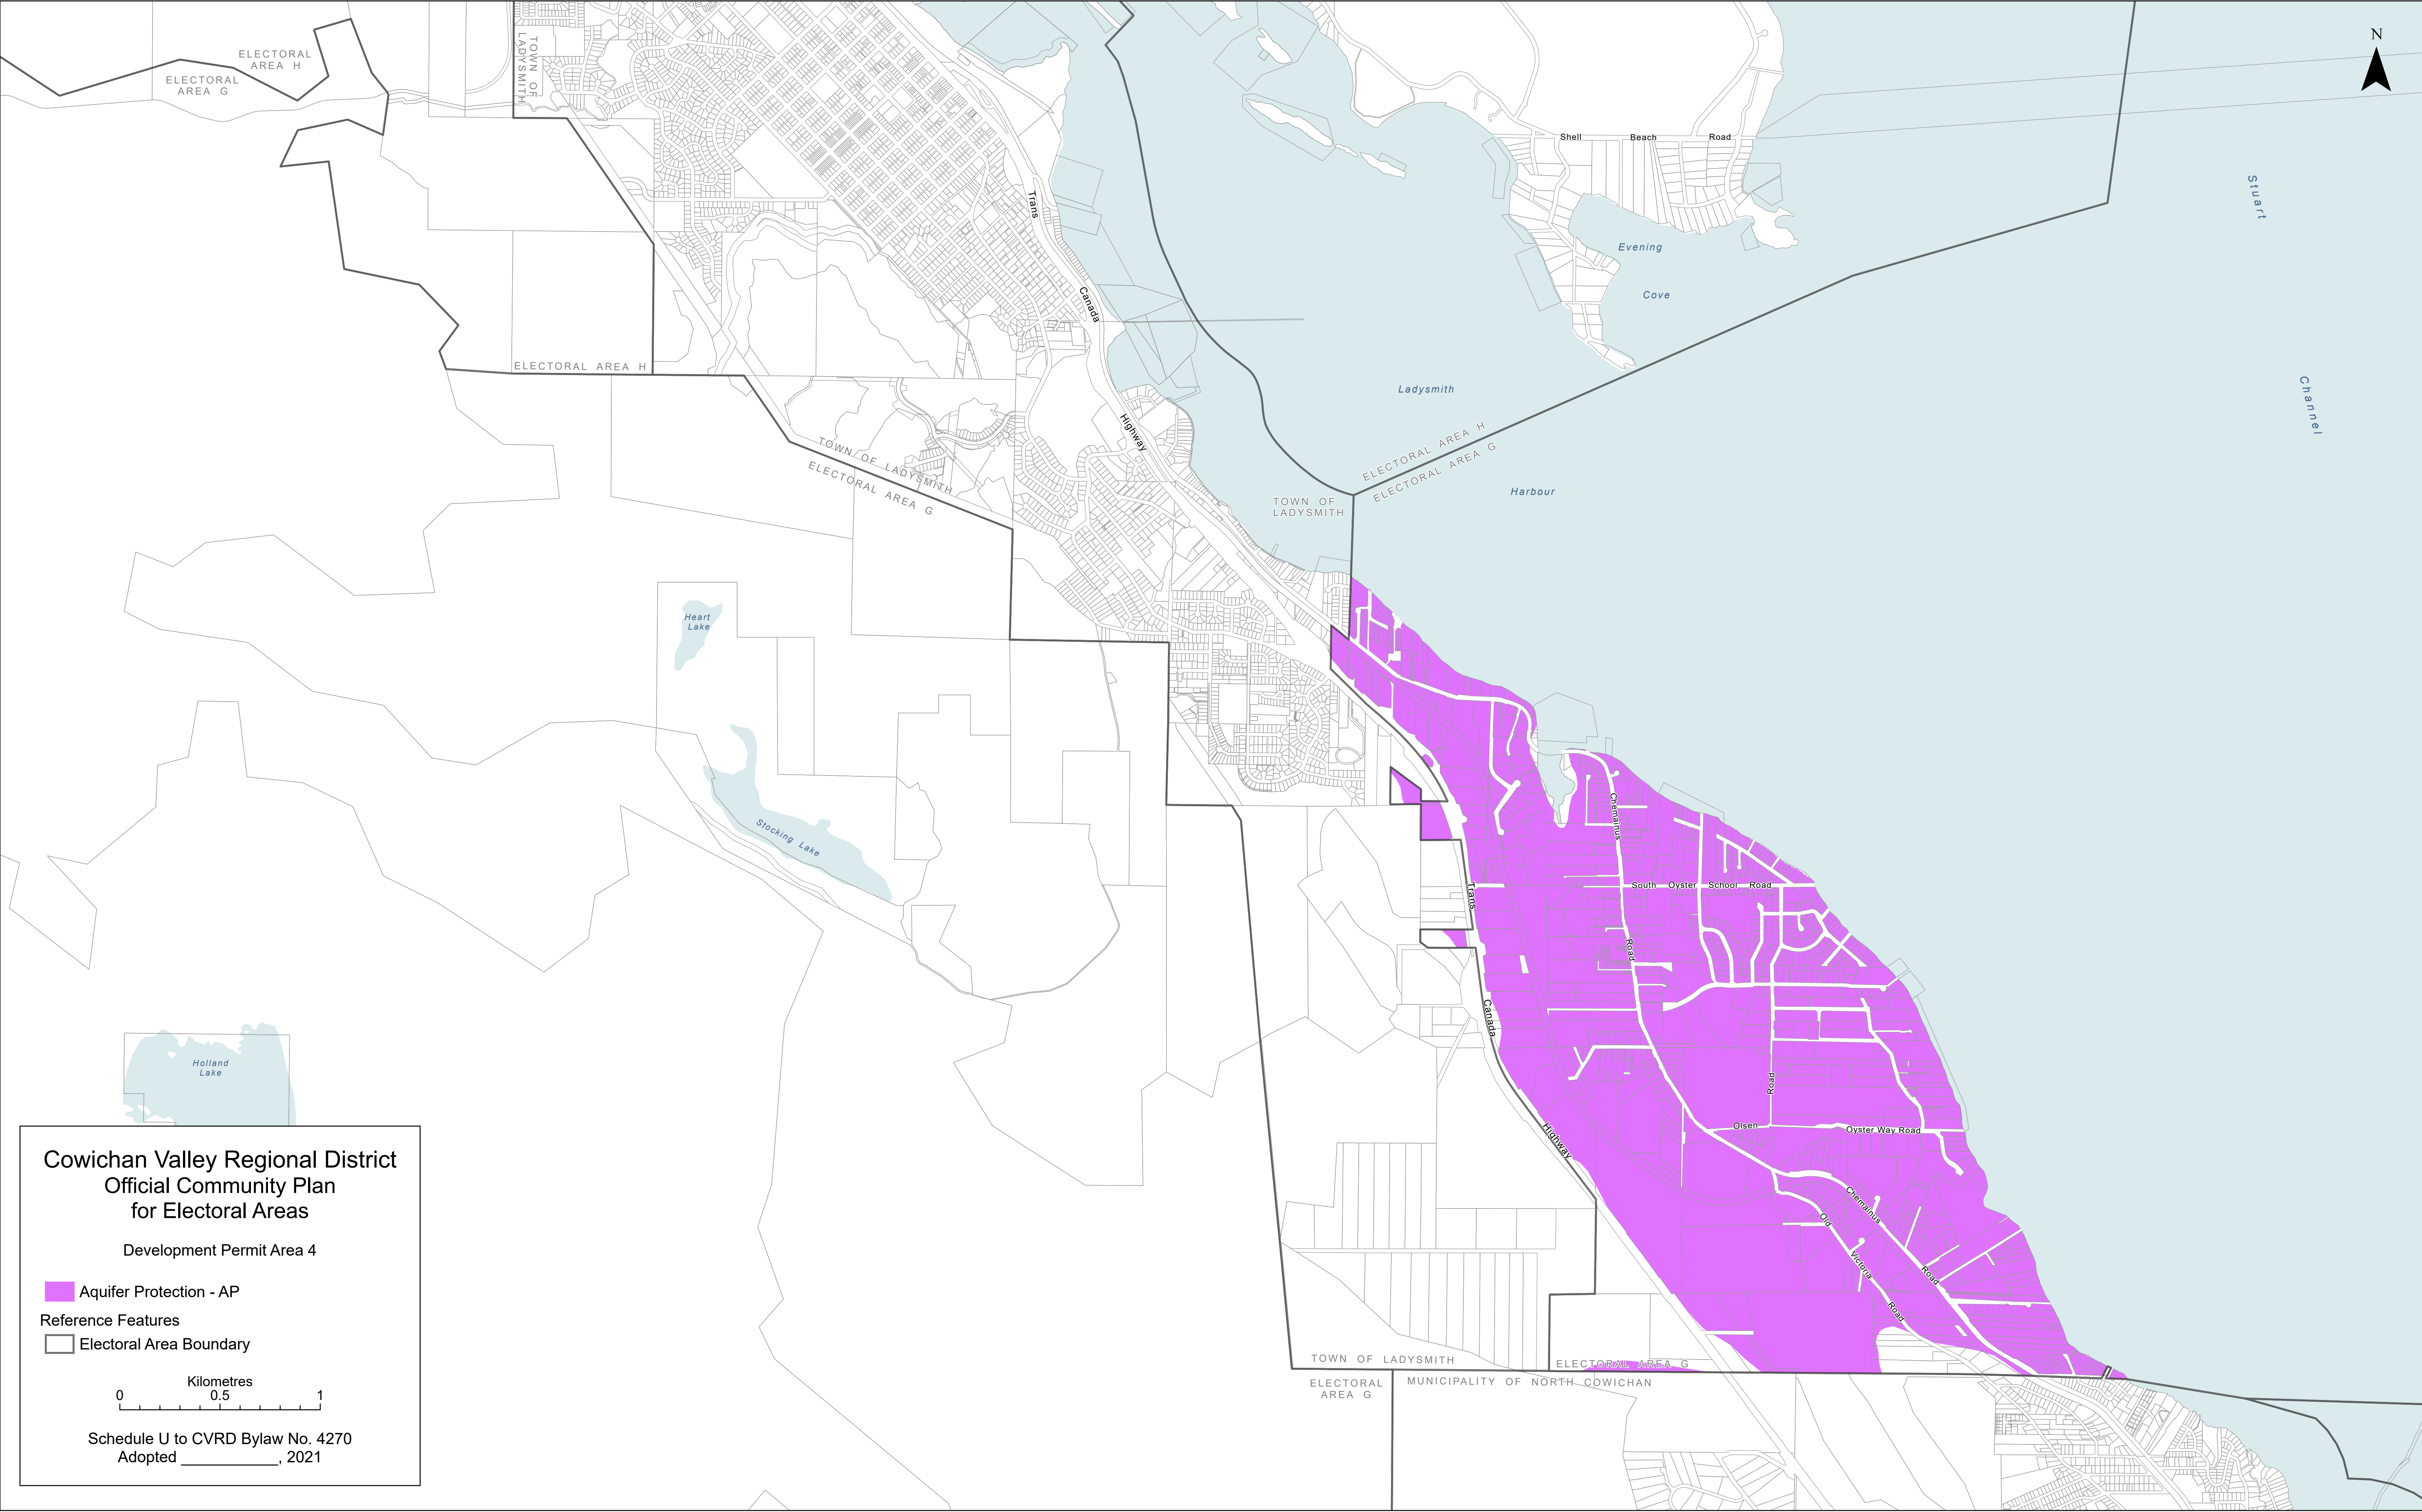 ELECTORAL
AREA H
ELECTORAL
AREA G
TOWN OF
LADYSMITH
N
Shell Beach Road
Trans
Canada
Highway
Evening
Cove
Stuart
Channel
Ladysmith
Harbour
ELECTORAL AREA H
TOWN OF LADYSMITH
ELECTORAL AREA G
ELECTORAL AREA H
ELECTORAL AREA G
TOWN OF
LADYSMITH
Heart
Lake
Stocking Lake
Holland
Lake
Chemainus
Road
South Oyster School Road
Trans
Canada
Highway
Road
Olsen
Oyster Way Road
Chemainus
Road
Old
Victoria
Road
TOWN OF LADYSMITH
ELECTORAL AREA G
ELECTORAL
AREA G
MUNICIPALITY OF NORTH COWICHAN
Cowichan Valley Regional District
Official Community Plan
for Electoral Areas
Development Permit Area 4
Aquifer Protection - AP
Reference Features
Electoral Area Boundary
Kilometres
0 0.5 1
Schedule U to CVRD Bylaw No. 4270
Adopted ___________, 2021